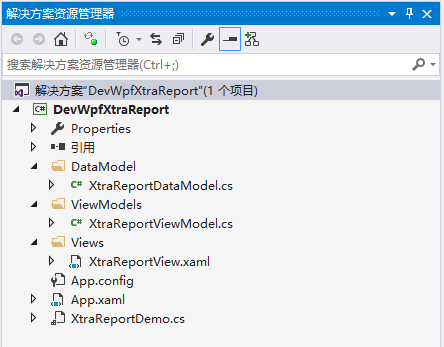 解决方案资源管理器
搜索解决方案资源管理器(Ctrl+;)
解决方案"DevWpfXtraReport"(1 个项目)
C# DevWpfXtraReport
Properties
引用
DataModel
C# XtraReportDataModel.cs
ViewModels
C# XtraReportViewModel.cs
Views
XtraReportView.xaml
App.config
App.xaml
XtraReportDemo.cs